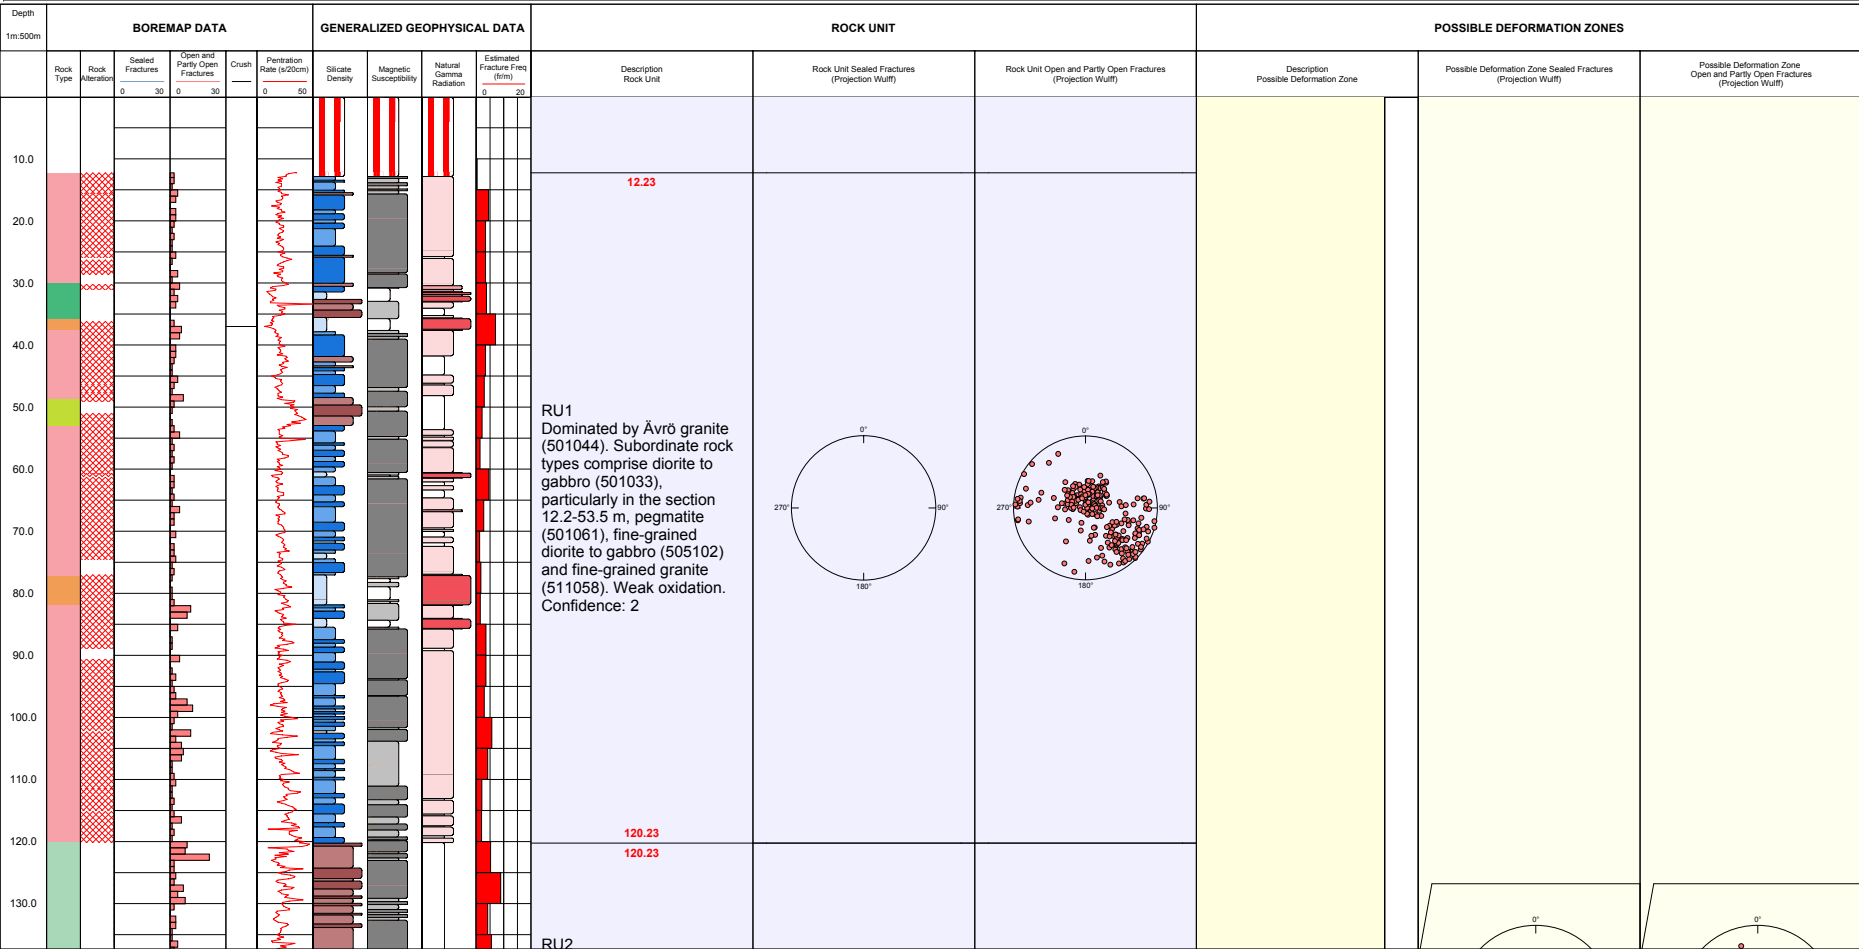 Depth
1m:500m
BOREMAP DATA
GENERALIZED GEOPHYSICAL DATA
ROCK UNIT
POSSIBLE DEFORMATION ZONES
Rock
Type
Rock
Alteration
Sealed
Fractures
0 30
Open and
Partly Open
Fractures
0 30
Crush
Pentration
Rate (s/20cm)
0 50
Silicate
Density
Magnetic
Susceptibility
Natural
Gamma
Radiation
Estimated
Fracture Freq
(fr/m)
0 20
Description
Rock Unit
Rock Unit Sealed Fractures
(Projection Wulff)
Rock Unit Open and Partly Open Fractures
(Projection Wulff)
Description
Possible Deformation Zone
Possible Deformation Zone Sealed Fractures
(Projection Wulff)
Possible Deformation Zone
Open and Partly Open Fractures
(Projection Wulff)
10.0
20.0
30.0
40.0
50.0
60.0
70.0
80.0
90.0
100.0
110.0
120.0
130.0
12.23
RU1
Dominated by Ävrö granite
(501044). Subordinate rock
types comprise diorite to
gabbro (501033),
particularly in the section
12.2-53.5 m, pegmatite
(501061), fine-grained
diorite to gabbro (505102)
and fine-grained granite
(511058). Weak oxidation.
Confidence: 2
0°
270°
90°
180°
0°
270°
90°
180°
120.23
120.23
RU2
0°
0°